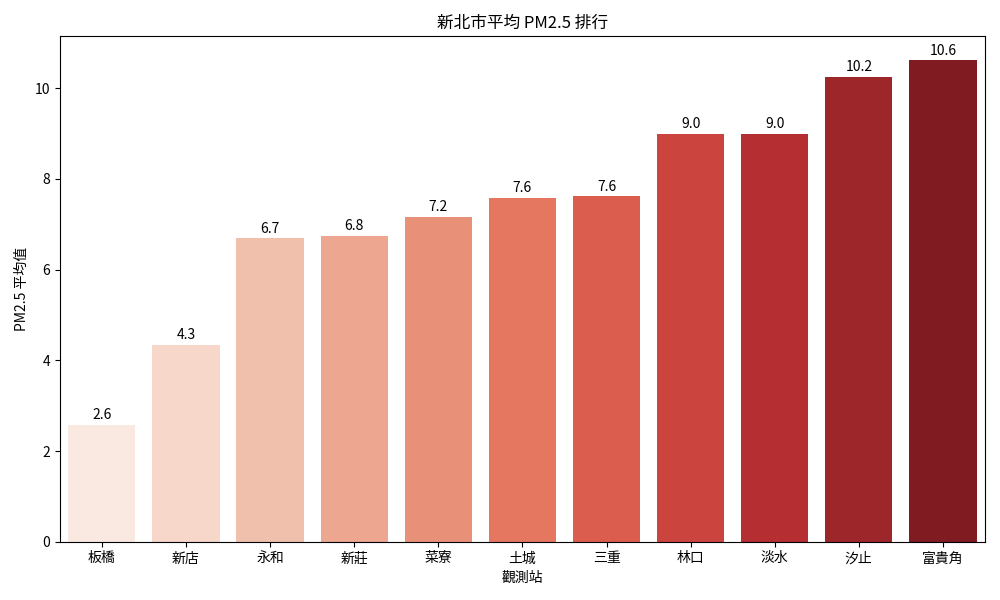 新北市平均 PM2.5 排行
PM2.5 平均值
10
8
6
4
2
0
2.6
4.3
6.7
6.8
7.2
7.6
7.6
9.0
9.0
10.2
10.6
板橋
新店
永和
新莊
菜寮
土城
三重
林口
淡水
汐止
富貴角
觀測站